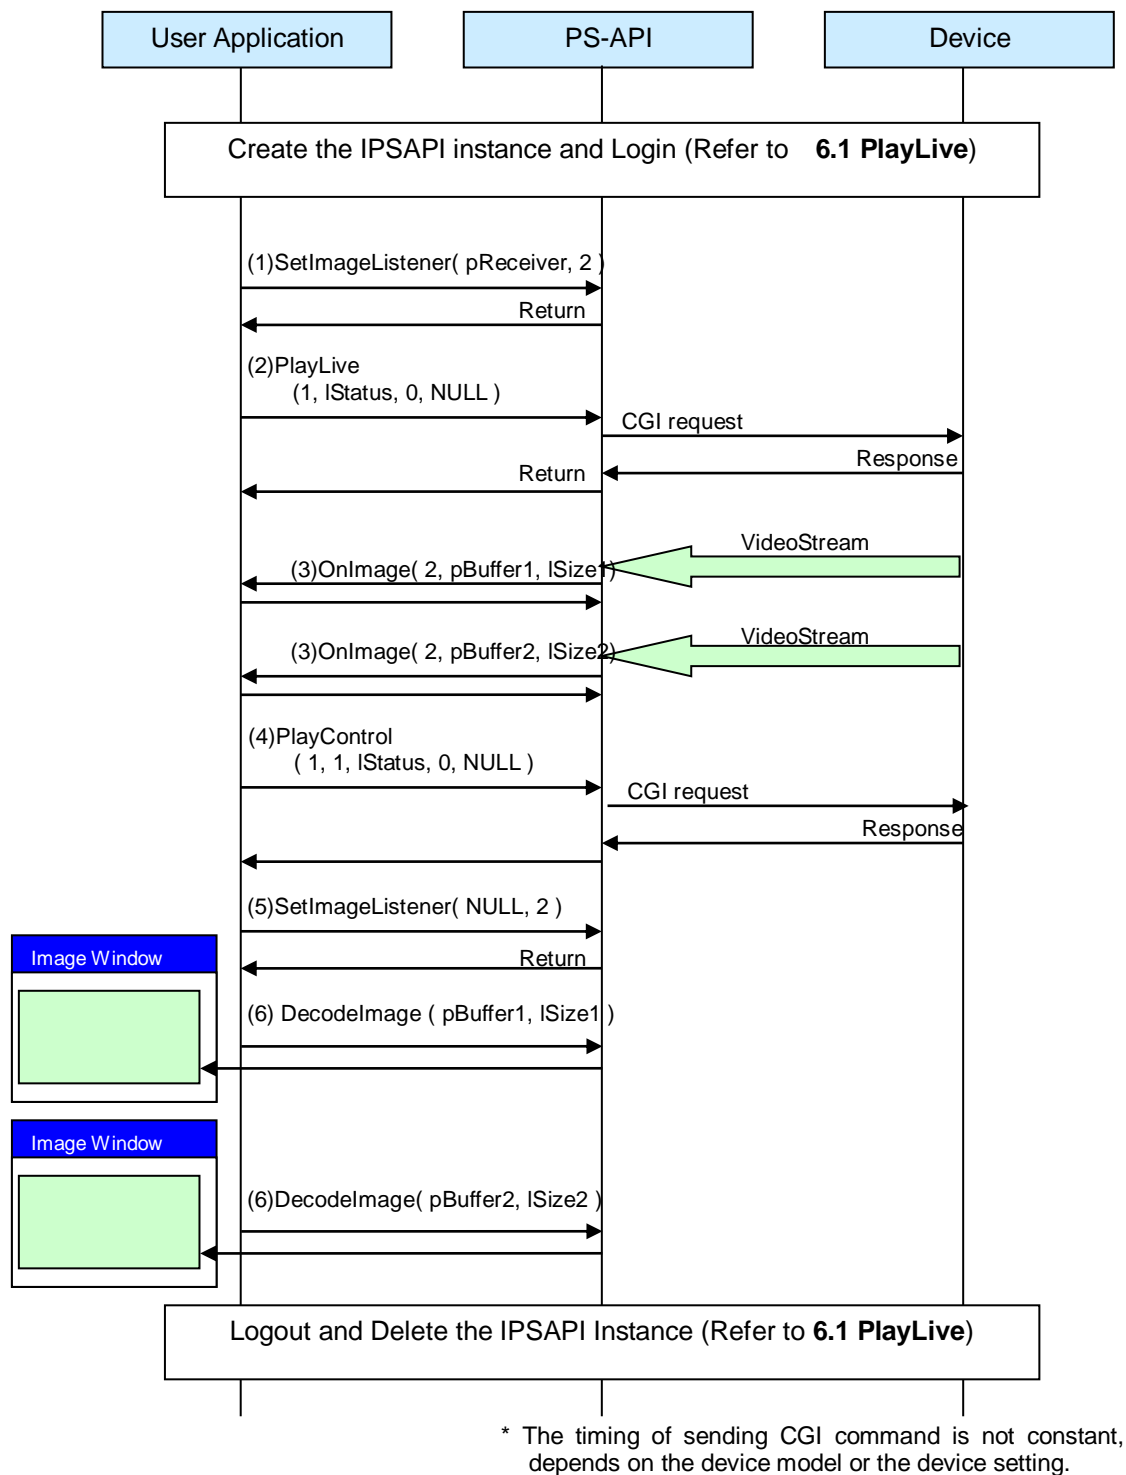 User Application
PS-API
Device
Create the IPSAPI instance and Login (Refer to 6.1 PlayLive)
(1)SetImageListener( pReceiver, 2 )
Return
(2)PlayLive
(1, lStatus, 0, NULL )
CGI request
Response
Return
VideoStream
(3)OnImage( 2, pBuffer1, lSize1)
VideoStream
(3)OnImage( 2, pBuffer2, lSize2)
(4)PlayControl
( 1, 1, lStatus, 0, NULL )
CGI request
Response
(5)SetImageListener( NULL, 2 )
Image Window
Return
(6) DecodeImage ( pBuffer1, lSize1 )
Image Window
(6)DecodeImage( pBuffer2, lSize2 )
Logout and Delete the IPSAPI Instance (Refer to 6.1 PlayLive)
* The timing of sending CGI command is not constant,
depends on the device model or the device setting.